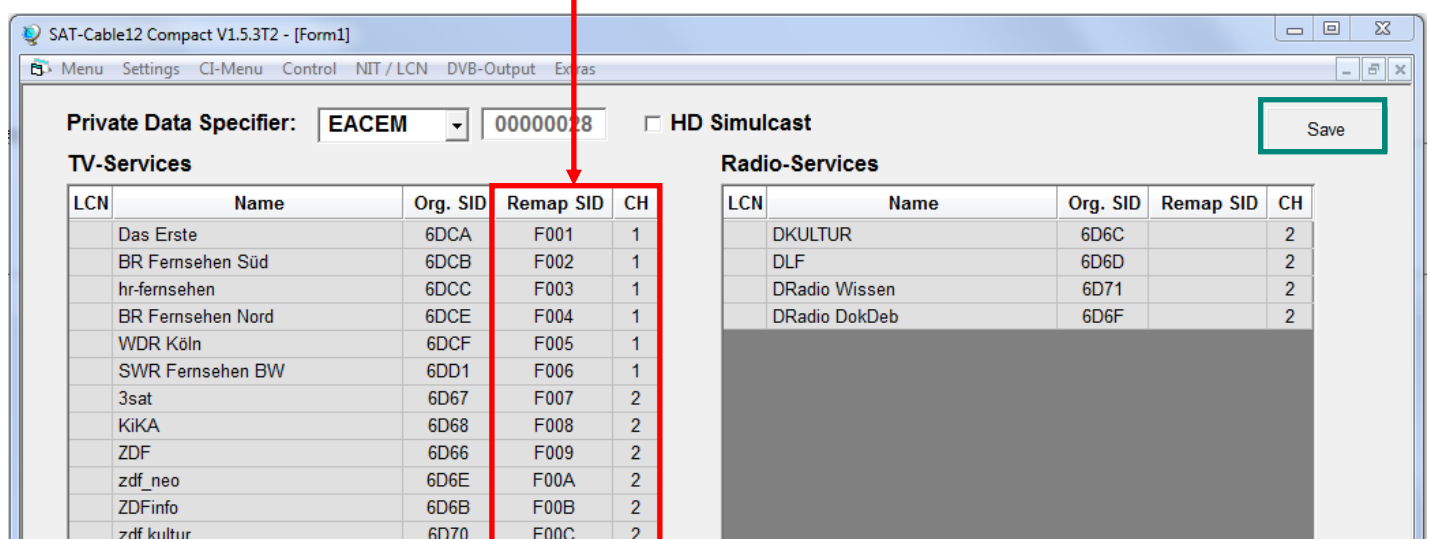 SAT-Cable12 Compact V1.5.3T2 - [Form1]
Menu Settings CI-Menu Control NIT / LCN DVB-Output Extras
Private Data Specifier: EACEM 00000028 HD Simulcast Save
TV-Services Radio-Services
LCN Name Org. SID Remap SID CH LCN Name Org. SID Remap SID CH
Das Erste 6DCA F001 1 DKULTUR 6D6C 2
BR Fernsehen Süd 6DCB F002 1 DLF 6D6D 2
hr-fernsehen 6DCC F003 1 DRadio Wissen 6D71 2
BR Fernsehen Nord 6DCE F004 1 DRadio DokDeb 6D6F 2
WDR Köln 6DCF F005 1
SWR Fernsehen BW 6DD1 F006 1
3sat 6D67 F007 2
KiKA 6D68 F008 2
ZDF 6D66 F009 2
zdf_neo 6D6E F00A 2
ZDFinfo 6D6B F00B 2
zdf.kultur 6D70 F00C 2